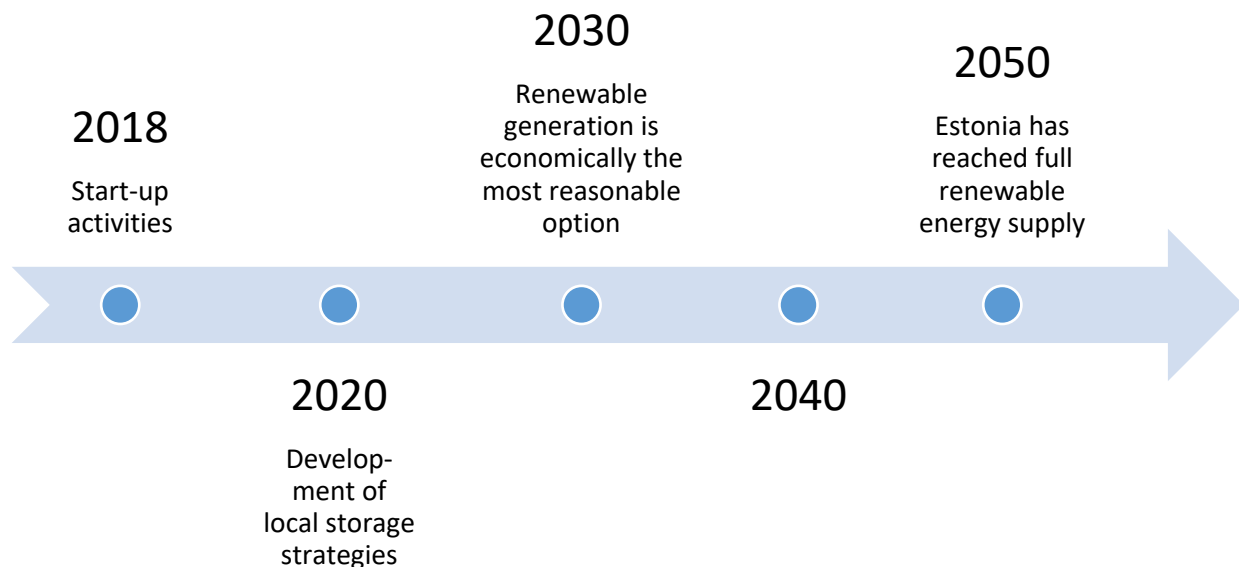 2018
Start-up
activities
2020
Develop-
ment of
local storage
strategies
2030
Renewable
generation is
economically the
most reasonable
option
2040
2050
Estonia has
reached full
renewable
energy supply